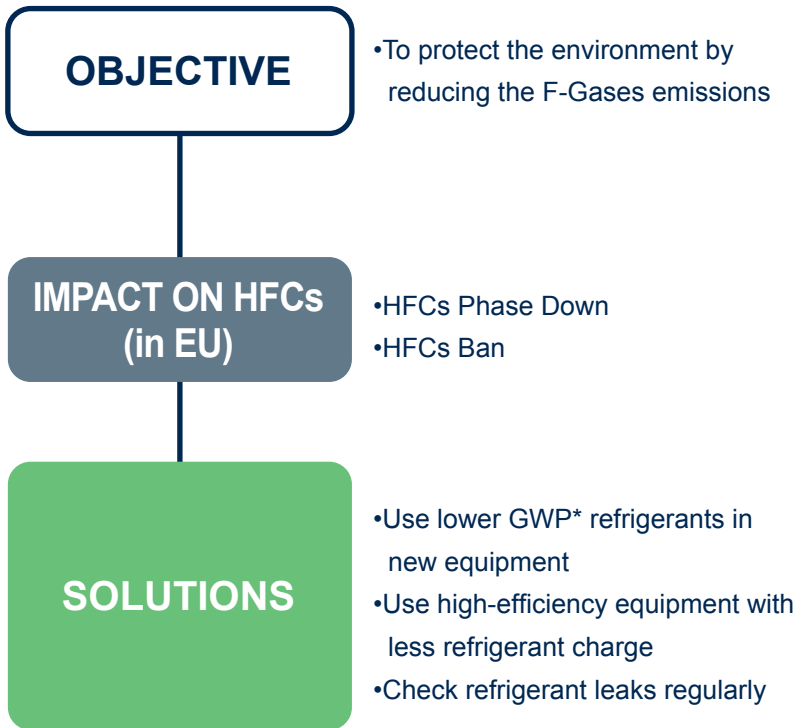 OBJECTIVE
•To protect the environment by
reducing the F-Gases emissions
IMPACT ON HFCs
(in EU)
•HFCs Phase Down
•HFCs Ban
SOLUTIONS
•Use lower GWP* refrigerants in
new equipment
•Use high-efficiency equipment with
less refrigerant charge
•Check refrigerant leaks regularly